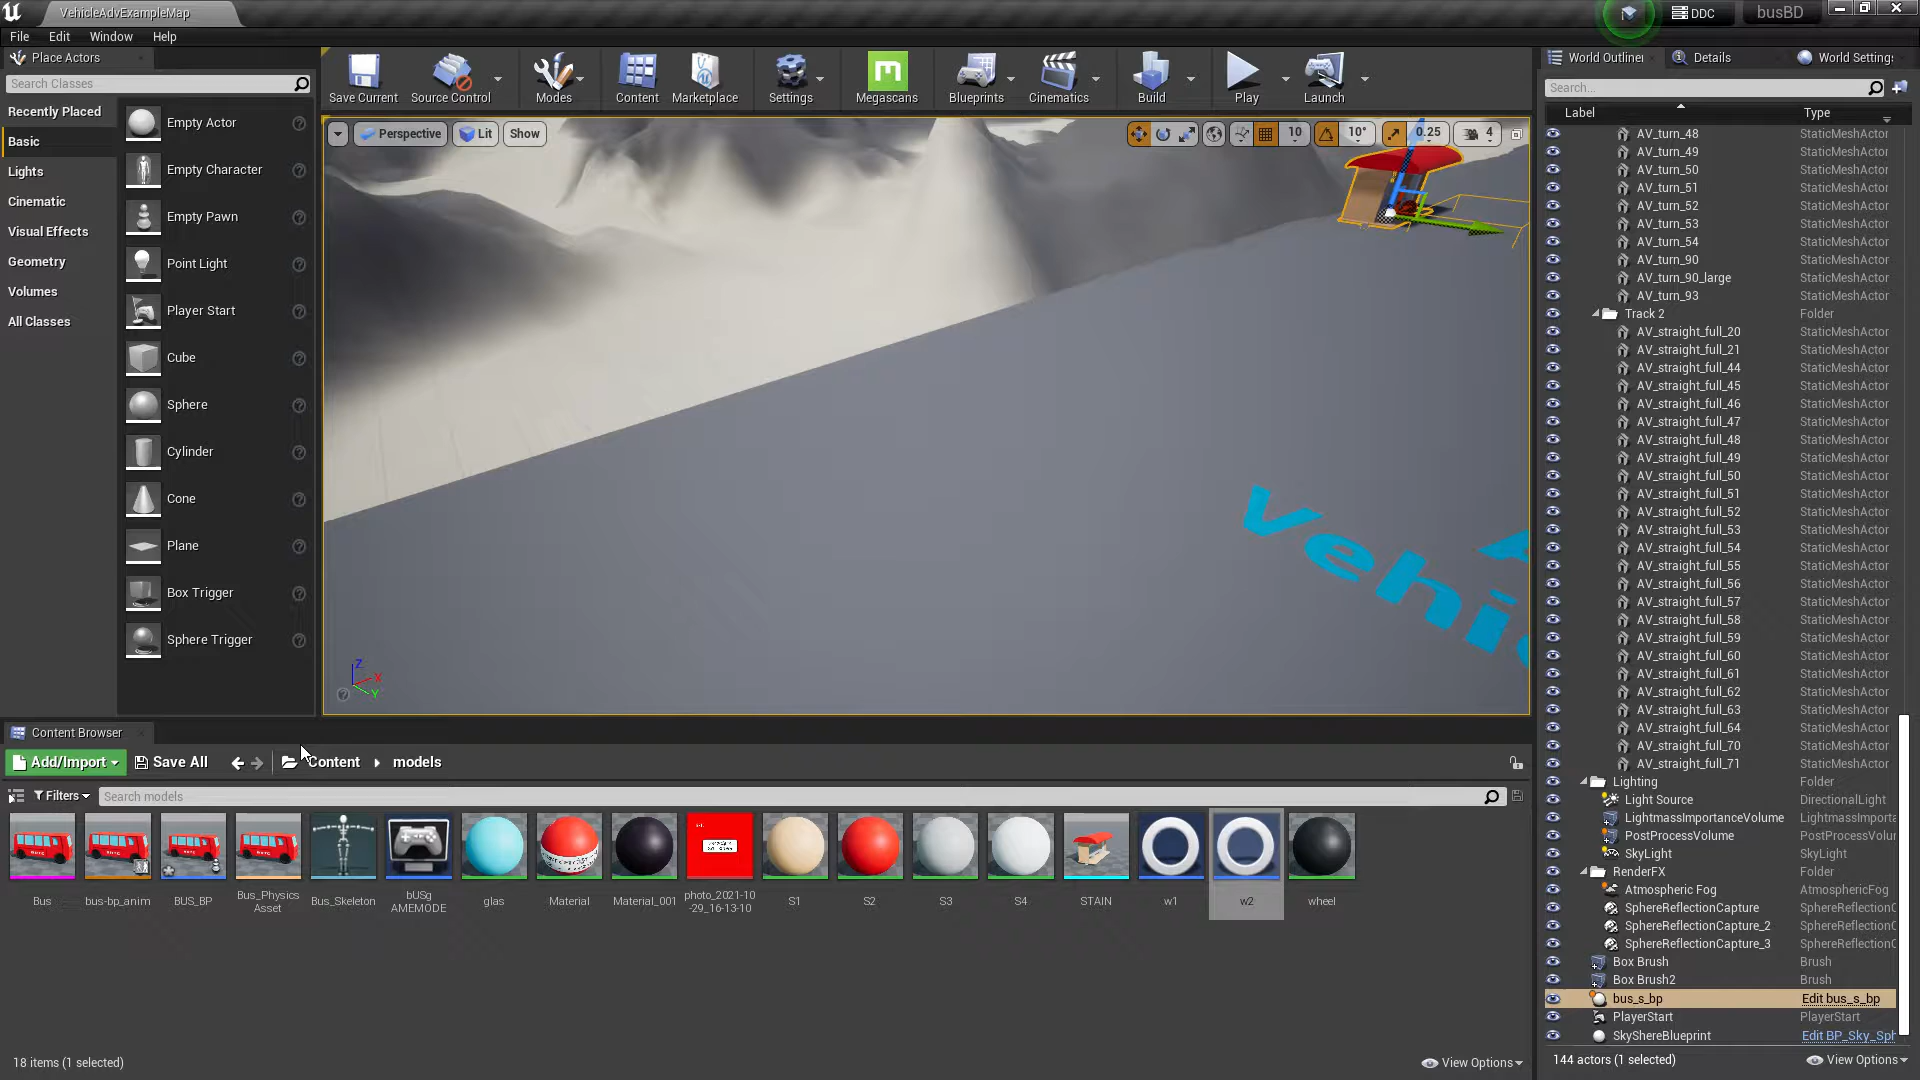 VehicleAdvExampleMap
DDC
busBD
File Edit Window Help
Place Actors
Search Classes
Recently Placed
Basic
Lights
Cinematic
Visual Effects
Geometry
Volumes
All Classes
Empty Actor
Empty Character
Empty Pawn
Point Light
Player Start
Cube
Sphere
Cylinder
Cone
Plane
Box Trigger
Sphere Trigger
Save Current
Source Control
Modes
Content
Marketplace
Settings
Megascans
Blueprints
Cinematics
Build
Play
Launch
Perspective Lit Show
10 10° 0.25 4
Vehic
Z X Y
World Outliner Details World Settings
Search...
Label Type
AV_turn_48 StaticMeshActor
AV_turn_49 StaticMeshActor
AV_turn_50 StaticMeshActor
AV_turn_51 StaticMeshActor
AV_turn_52 StaticMeshActor
AV_turn_53 StaticMeshActor
AV_turn_54 StaticMeshActor
AV_turn_90 StaticMeshActor
AV_turn_90_large StaticMeshActor
AV_turn_93 StaticMeshActor
Track 2 Folder
AV_straight_full_20 StaticMeshActor
AV_straight_full_21 StaticMeshActor
AV_straight_full_44 StaticMeshActor
AV_straight_full_45 StaticMeshActor
AV_straight_full_46 StaticMeshActor
AV_straight_full_47 StaticMeshActor
AV_straight_full_48 StaticMeshActor
AV_straight_full_49 StaticMeshActor
AV_straight_full_50 StaticMeshActor
AV_straight_full_51 StaticMeshActor
AV_straight_full_52 StaticMeshActor
AV_straight_full_53 StaticMeshActor
AV_straight_full_54 StaticMeshActor
AV_straight_full_55 StaticMeshActor
AV_straight_full_56 StaticMeshActor
AV_straight_full_57 StaticMeshActor
AV_straight_full_58 StaticMeshActor
AV_straight_full_59 StaticMeshActor
AV_straight_full_60 StaticMeshActor
AV_straight_full_61 StaticMeshActor
AV_straight_full_62 StaticMeshActor
AV_straight_full_63 StaticMeshActor
AV_straight_full_64 StaticMeshActor
AV_straight_full_70 StaticMeshActor
AV_straight_full_71 StaticMeshActor
Lighting Folder
Light Source DirectionalLight
LightmassImportanceVolume LightmassImporta
PostProcessVolume PostProcessVolu
SkyLight SkyLight
RenderFX Folder
Atmospheric Fog AtmosphericFog
SphereReflectionCapture SphereReflectionC
SphereReflectionCapture_2 SphereReflectionC
SphereReflectionCapture_3 SphereReflectionC
Box Brush Brush
Box Brush2 Brush
bus_s_bp Edit bus_s_bp
PlayerStart PlayerStart
SkyShereBlueprint Edit BP_Sky_Sph
144 actors (1 selected) View Options
Content Browser
Add/Import Save All Content models
Filters Search models
Bus
bus-bp_anim
BUS_BP
Bus_Physics
Asset
Bus_Skeleton
bUSg
AMEMODE
glas
Material
Material_001
photo_2021-10
-29_16-13-10
S1
S2
S3
S4
STAIN
w1
w2
wheel
18 items (1 selected) View Options